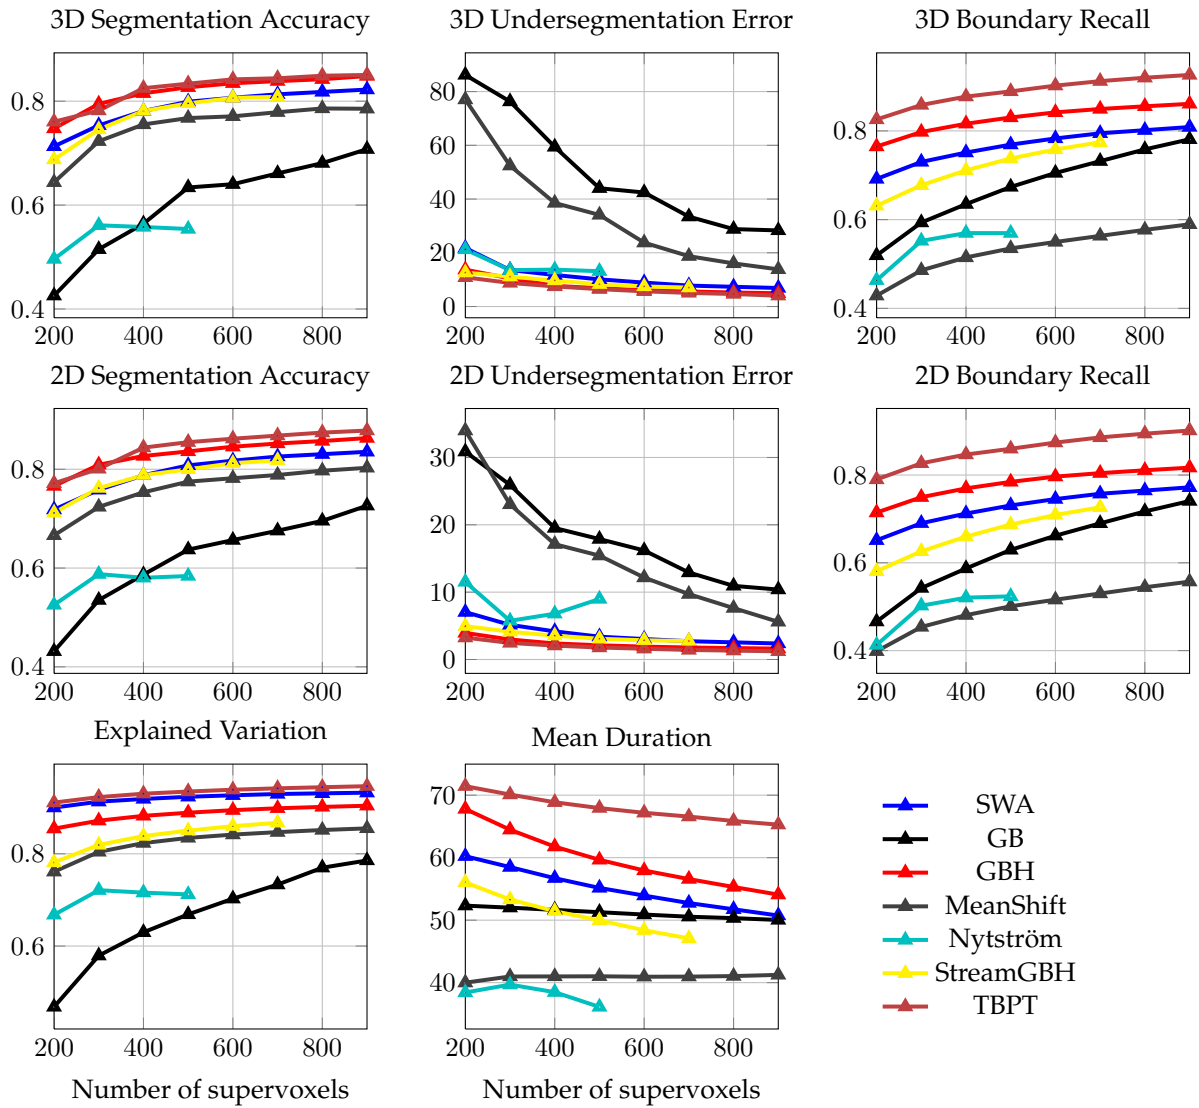 3D Segmentation Accuracy
3D Undersegmentation Error
3D Boundary Recall
0.8
0.6
0.4
200 400 600 800
80
60
40
20
0
200 400 600 800
0.8
0.6
0.4
200 400 600 800
2D Segmentation Accuracy
2D Undersegmentation Error
2D Boundary Recall
0.8
0.6
0.4
200 400 600 800
30
20
10
0
200 400 600 800
0.8
0.6
0.4
200 400 600 800
Explained Variation
Mean Duration
0.8
0.6
200 400 600 800
Number of supervoxels
70
60
50
40
200 400 600 800
Number of supervoxels
SWA
GB
GBH
MeanShift
Nytström
StreamGBH
TBPT